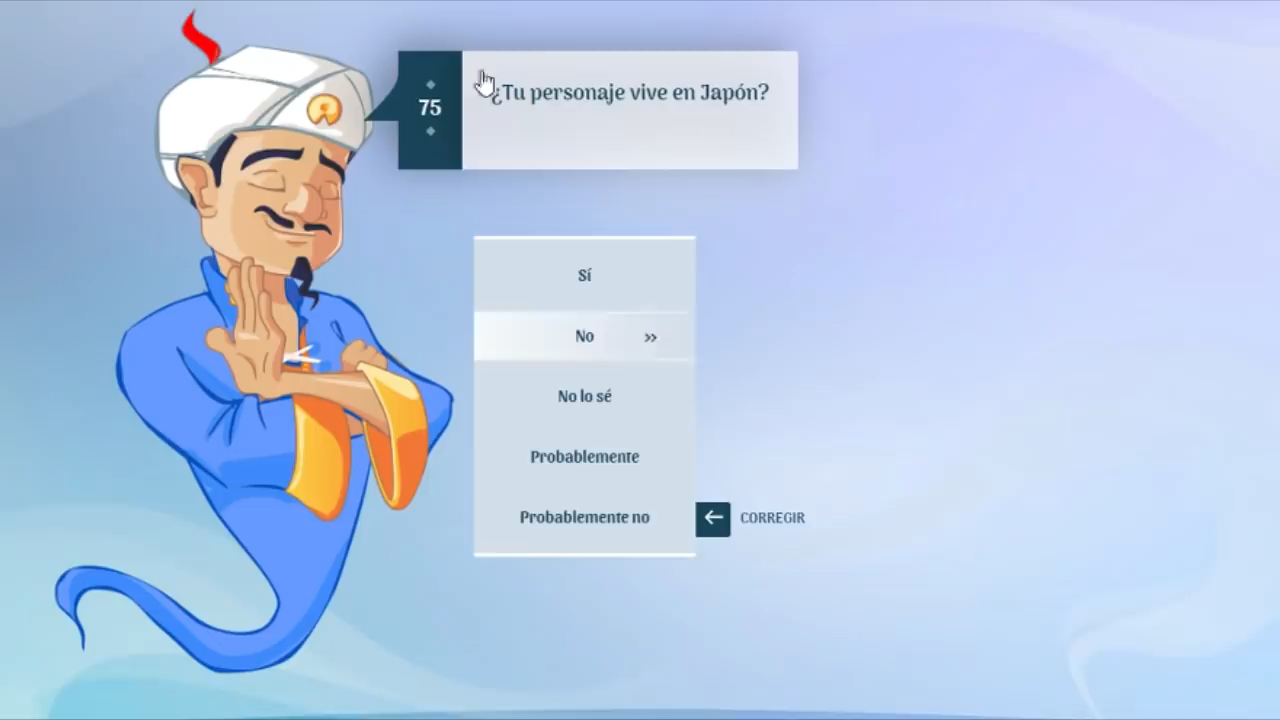 75
¿Tu personaje vive en Japón?
Sí
No »
No lo sé
Probablemente
Probablemente no
CORREGIR